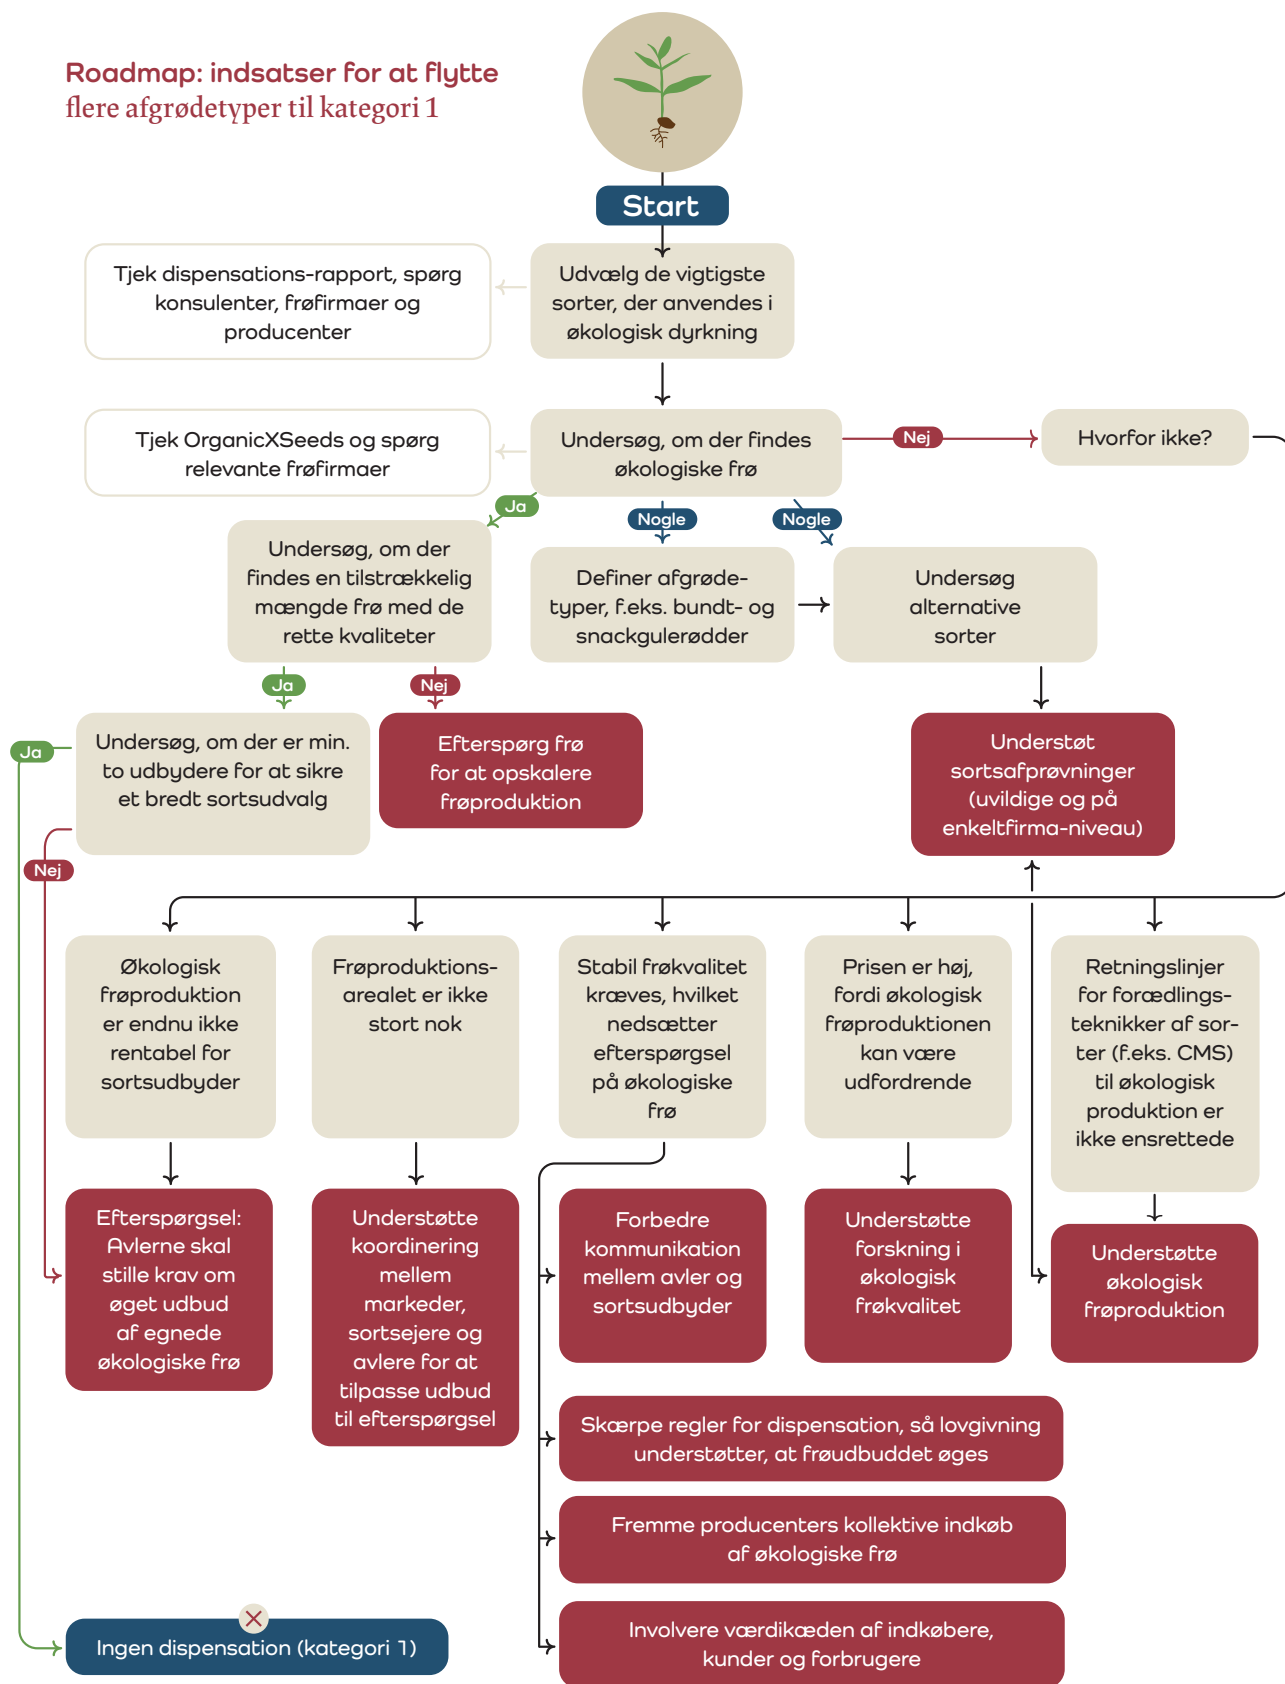 Roadmap: indsatser for at flytte
flere afgrødetyper til kategori 1
Start
Tjek dispensations-rapport, spørg
konsulenter, frøfirmaer og
producenter
Udvælg de vigtigste
sorter, der anvendes i
økologisk dyrkning
Tjek OrganicXSeeds og spørg
relevante frøfirmaer
Undersøg, om der findes
økologiske frø
Nej
Hvorfor ikke?
Ja
Nogle
Nogle
Undersøg, om der
findes en tilstrækkelig
mængde frø med de
rette kvaliteter
Definer afgrøde-
typer, f.eks. bundt- og
snackgulerødder
Undersøg
alternative
sorter
Ja
Nej
Ja
Undersøg, om der er min.
to udbydere for at sikre
et bredt sortsudvalg
Efterspørg frø
for at opskalere
frøproduktion
Understøt
sortsafprøvninger
(uvildige og på
enkeltfirma-niveau)
Nej
Økologisk
frøproduktion
er endnu ikke
rentabel for
sortsudbyder
Frøproduktions-
arealet er ikke
stort nok
Stabil frøkvalitet
kræves, hvilket
nedsætter
efterspørgsel
på økologiske
frø
Prisen er høj,
fordi økologisk
frøproduktionen
kan være
udfordrende
Retningslinjer
for forædlings-
teknikker af sor-
ter (f.eks. CMS)
til økologisk
produktion er
ikke ensrettede
Efterspørgsel:
Avlerne skal
stille krav om
øget udbud
af egnede
økologiske frø
Understøtte
koordinering
mellem
markeder,
sortsejere og
avlere for at
tilpasse udbud
til efterspørgsel
Forbedre
kommunikation
mellem avler og
sortsudbyder
Understøtte
forskning i
økologisk
frøkvalitet
Understøtte
økologisk
frøproduktion
Skærpe regler for dispensation, så lovgivning
understøtter, at frøudbuddet øges
Fremme producenters kollektive indkøb
af økologiske frø
Involvere værdikæden af indkøbere,
kunder og forbrugere
Ingen dispensation (kategori 1)